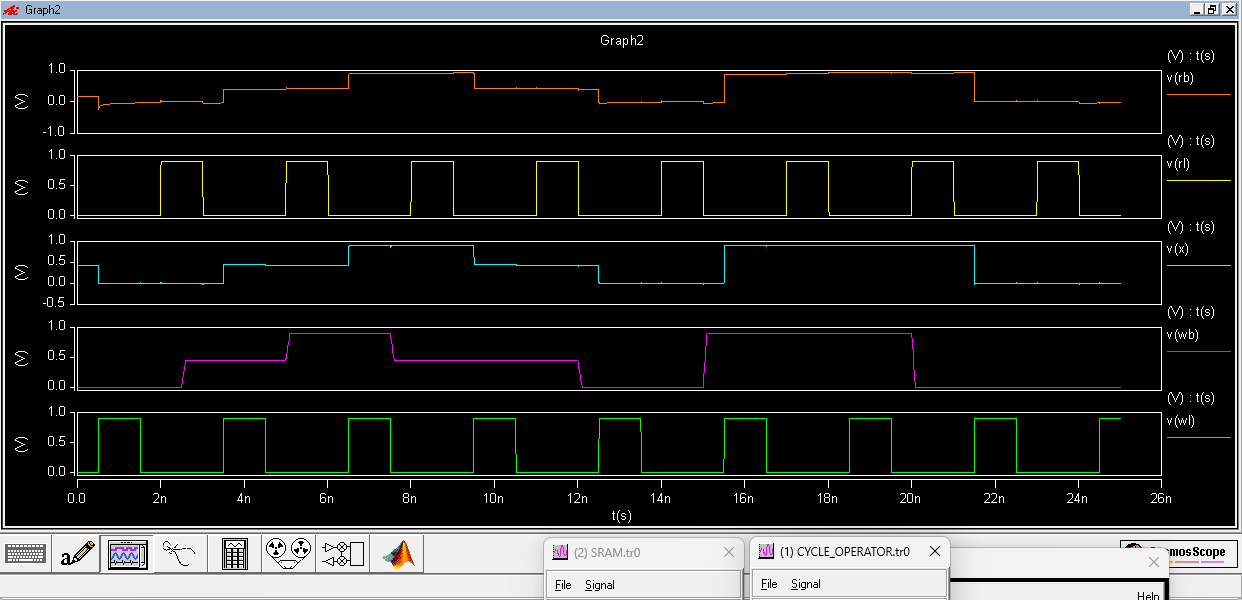 Graph2
Graph2
(V) : t(s)
v(rb)
1.0
0.0
-1.0
(V)
(V) : t(s)
v(rl)
1.0
0.5
0.0
(V)
(V) : t(s)
v(x)
1.0
0.5
0.0
-0.5
(V)
(V) : t(s)
v(wb)
1.0
0.5
0.0
(V)
(V) : t(s)
v(wl)
1.0
0.5
0.0
(V)
0.0 2n 4n 6n 8n 10n 12n 14n 16n 18n 20n 22n 24n 26n
t(s)
(2) SRAM.tr0
File Signal
(1) CYCLE_OPERATOR.tr0
File Signal
mosScope
Help